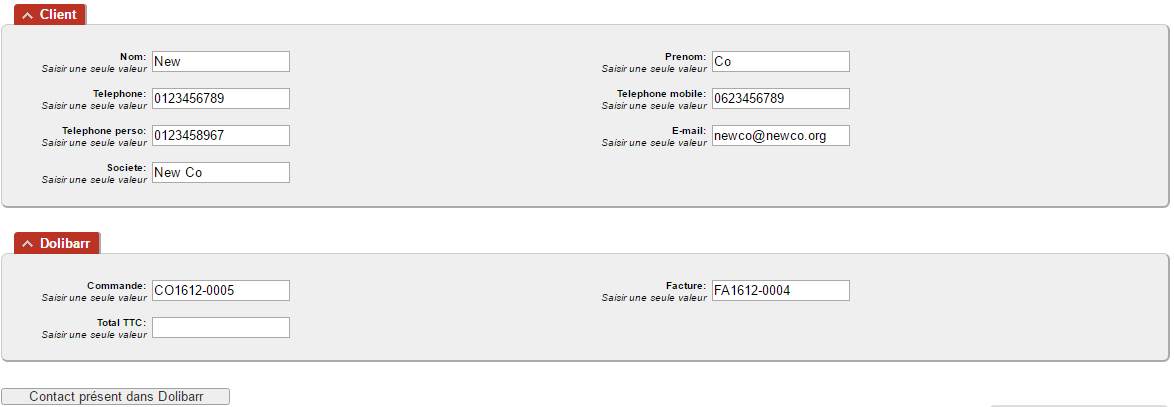 Client
Nom: New Prenom: Co
Saisir une seule valeur Saisir une seule valeur
Telephone: 0123456789 Telephone mobile: 0623456789
Saisir une seule valeur Saisir une seule valeur
Telephone perso: 0123458967 E-mail: newco@newco.org
Saisir une seule valeur Saisir une seule valeur
Societe: New Co
Saisir une seule valeur
Dolibarr
Commande: CO1612-0005 Facture: FA1612-0004
Saisir une seule valeur Saisir une seule valeur
Total TTC:
Saisir une seule valeur
Contact présent dans Dolibarr